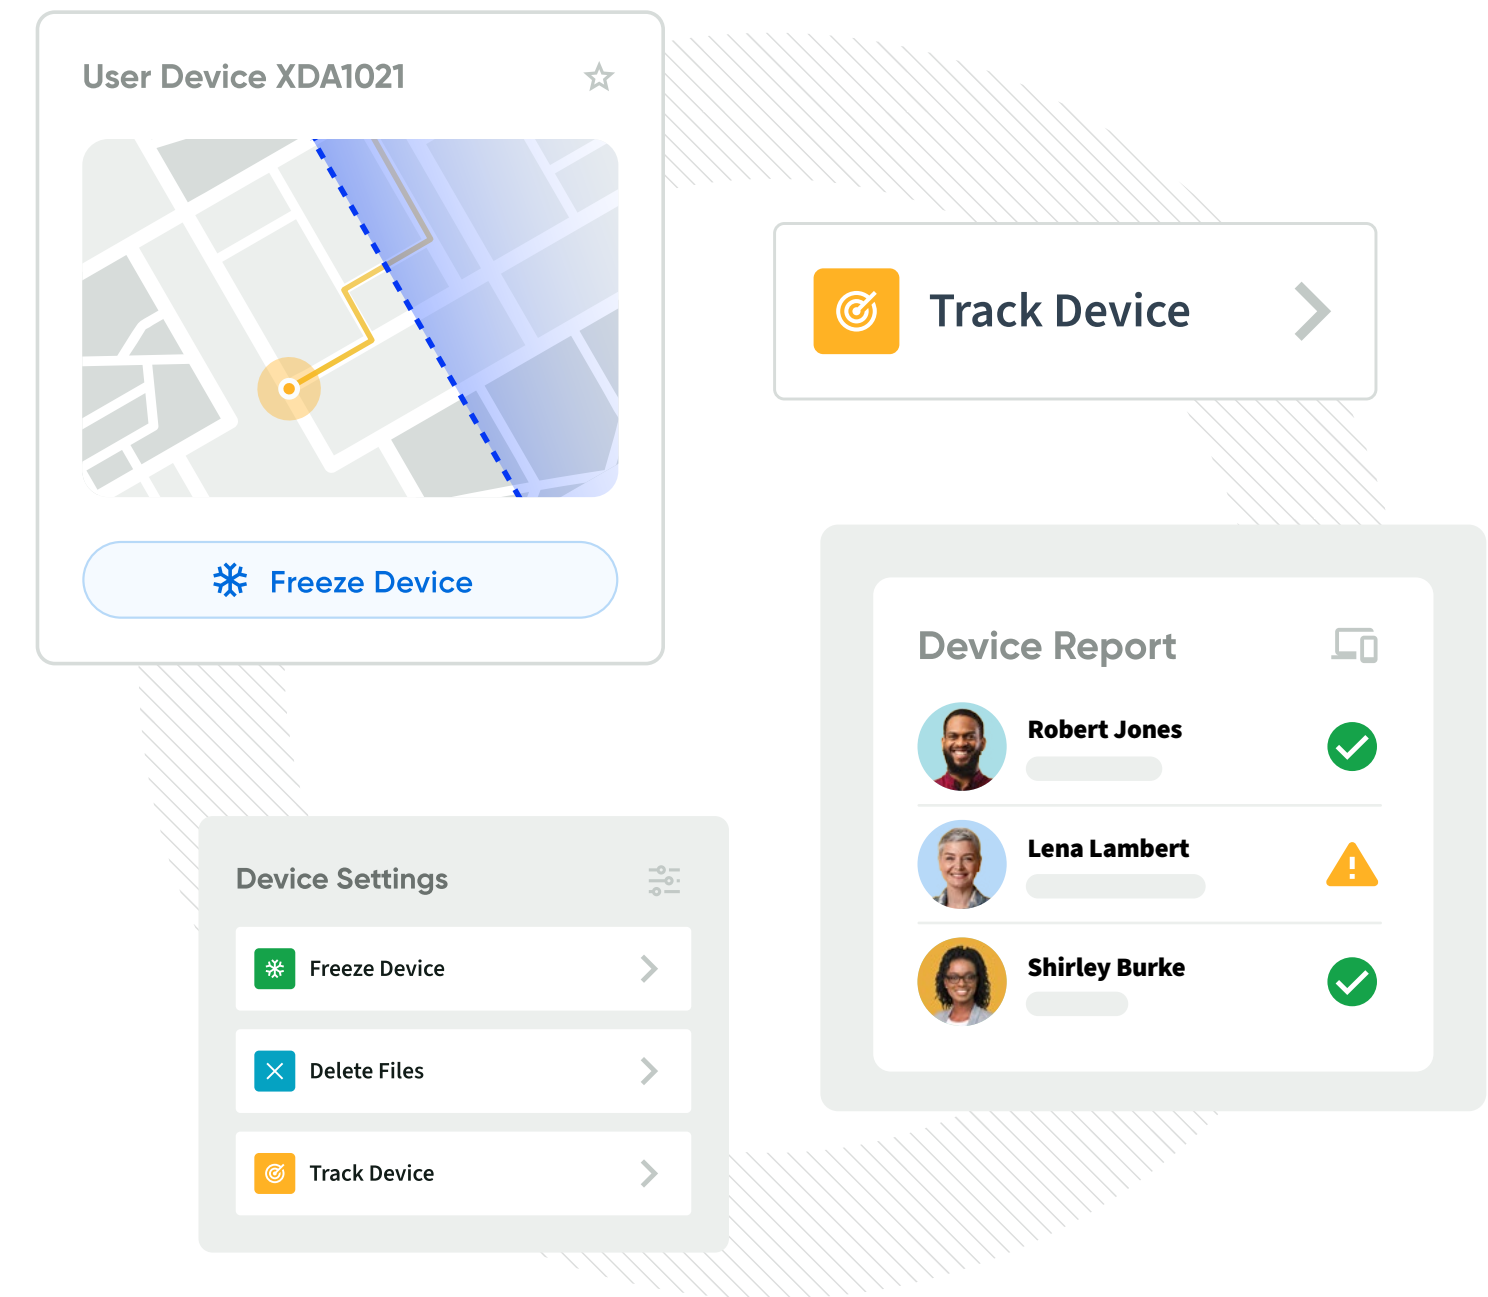 User Device XDA1021
Freeze Device
Track Device
Device Report
Robert Jones
Lena Lambert
Shirley Burke
Device Settings
Freeze Device
Delete Files
Track Device